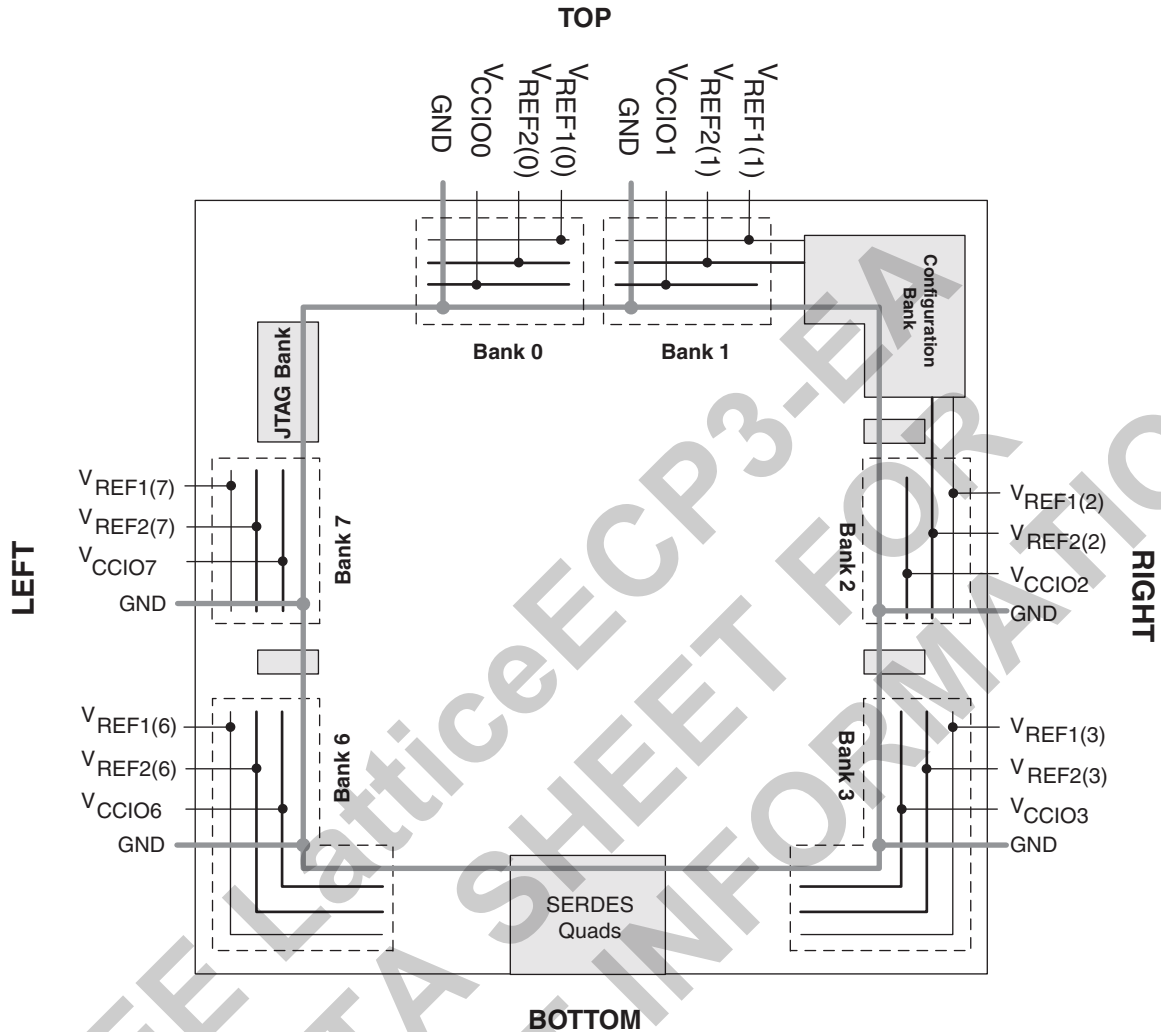 TOP
GND
VCCIO0
VREF2(0)
VREF1(0)
GND
VCCIO1
VREF2(1)
VREF1(1)
Configuration
Bank
Bank 0
Bank 1
JTAG Bank
VREF1(7)
VREF2(7)
VCCIO7
GND
Bank 7
Bank 2
VREF1(2)
VREF2(2)
VCCIO2
GND
LEFT
RIGHT
VREF1(6)
VREF2(6)
VCCIO6
GND
Bank 6
Bank 3
VREF1(3)
VREF2(3)
VCCIO3
GND
SERDES
Quads
BOTTOM
EE LatticeECP3-EA
TA SHEET FOR
INFORMATIO